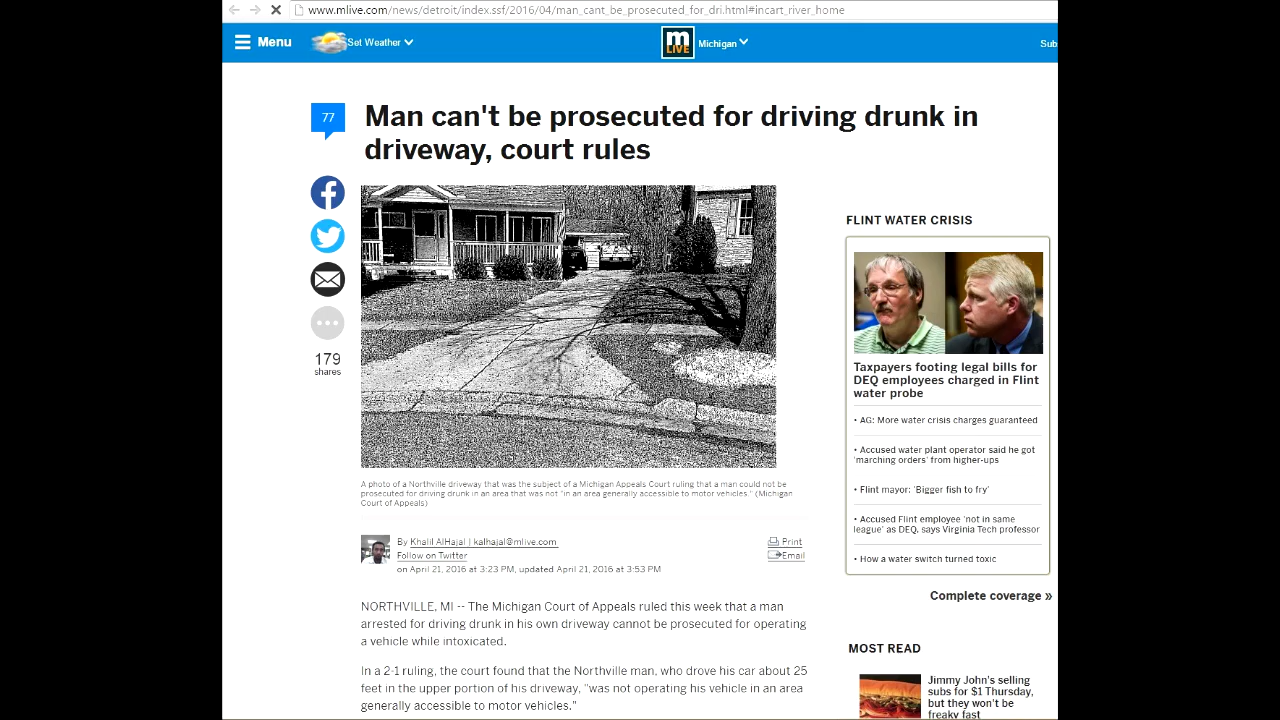 www.mlive.com/news/detroit/index.ssf/2016/04/man_cant_be_prosecuted_for_dri.html#incart_river_home
Menu
Set Weather
m
LIVE
Michigan
Sub
77
Man can't be prosecuted for driving drunk in
driveway, court rules
179
shares
A photo of a Northville driveway that was the subject of a Michigan Appeals Court ruling that a man could not be
prosecuted for driving drunk in an area that was not "in an area generally accessible to motor vehicles." (Michigan
Court of Appeals)
By Khalil AlHajal | kalhajal@mlive.com
Follow on Twitter
on April 21, 2016 at 3:23 PM, updated April 21, 2016 at 3:53 PM
Print
Email
NORTHVILLE, MI -- The Michigan Court of Appeals ruled this week that a man
arrested for driving drunk in his own driveway cannot be prosecuted for operating
a vehicle while intoxicated.
In a 2-1 ruling, the court found that the Northville man, who drove his car about 25
feet in the upper portion of his driveway, "was not operating his vehicle in an area
generally accessible to motor vehicles."
FLINT WATER CRISIS
Taxpayers footing legal bills for
DEQ employees charged in Flint
water probe
• AG: More water crisis charges guaranteed
• Accused water plant operator said he got
'marching orders' from higher-ups
• Flint mayor: 'Bigger fish to fry'
• Accused Flint employee 'not in same
league' as DEQ, says Virginia Tech professor
• How a water switch turned toxic
Complete coverage »
MOST READ
Jimmy John's selling
subs for $1 Thursday,
but they won't be
freaky fast